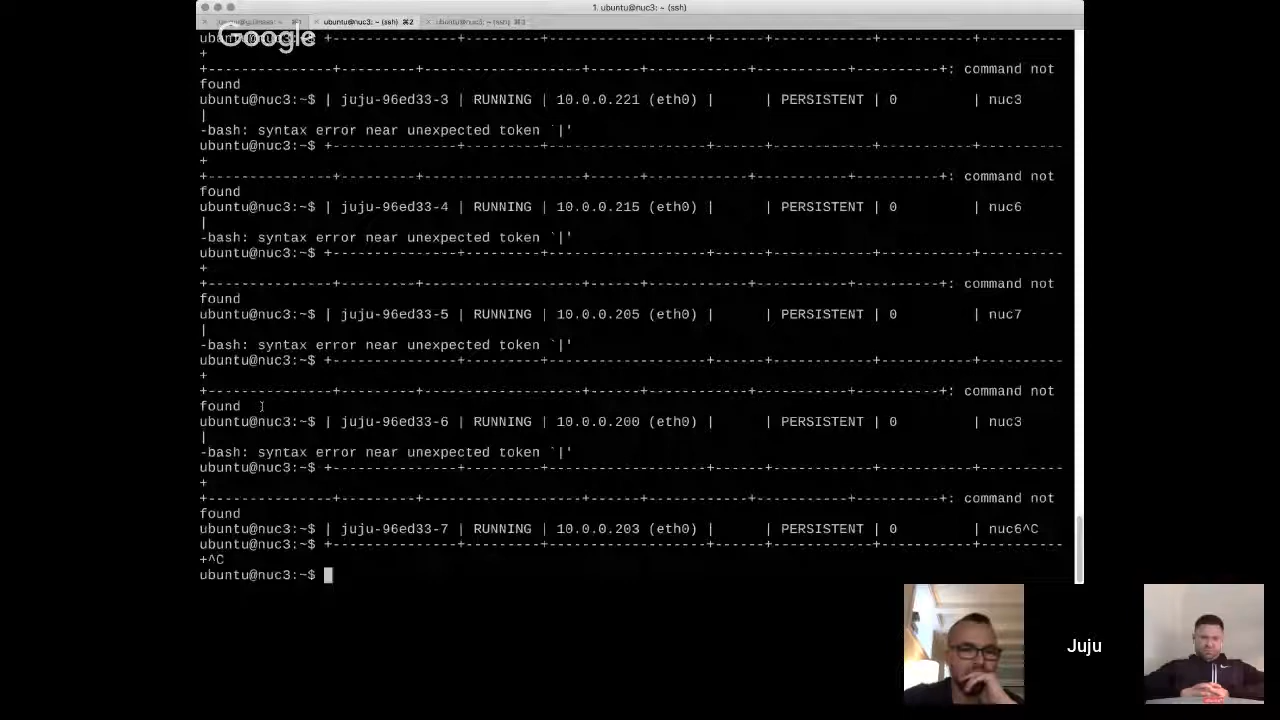 1. ubuntu@nuc3: ~ (ssh)
ubuntu@nuc3: ~ (ssh) ⌘2
ubuntu@nuc3: ~ (ssh) ⌘3
Google
+--------------+--------+-----------------+------+-----------+----------+---------
+
+--------------+--------+-----------------+------+-----------+----------+---------+: command not
found
ubuntu@nuc3:~$ | juju-96ed33-3 | RUNNING | 10.0.0.221 (eth0) |      | PERSISTENT | 0         | nuc3
|
-bash: syntax error near unexpected token `|'
ubuntu@nuc3:~$ +---------------+---------+-------------------+------+------------+-----------+---------
+
+---------------+---------+-------------------+------+------------+-----------+----------+: command not
found
ubuntu@nuc3:~$ | juju-96ed33-4 | RUNNING | 10.0.0.215 (eth0) |      | PERSISTENT | 0         | nuc6
|
-bash: syntax error near unexpected token `|'
ubuntu@nuc3:~$ +---------------+---------+-------------------+------+------------+-----------+---------
+
+---------------+---------+-------------------+------+------------+-----------+----------+: command not
found
ubuntu@nuc3:~$ | juju-96ed33-5 | RUNNING | 10.0.0.205 (eth0) |      | PERSISTENT | 0         | nuc7
|
-bash: syntax error near unexpected token `|'
ubuntu@nuc3:~$ +---------------+---------+-------------------+------+------------+-----------+---------
+
+---------------+---------+-------------------+------+------------+-----------+----------+: command not
found
ubuntu@nuc3:~$ | juju-96ed33-6 | RUNNING | 10.0.0.200 (eth0) |      | PERSISTENT | 0         | nuc3
|
-bash: syntax error near unexpected token `|'
ubuntu@nuc3:~$ +---------------+---------+-------------------+------+------------+-----------+---------
+
+---------------+---------+-------------------+------+------------+-----------+----------+: command not
found
ubuntu@nuc3:~$ | juju-96ed33-7 | RUNNING | 10.0.0.203 (eth0) |      | PERSISTENT | 0         | nuc6^C
ubuntu@nuc3:~$ +---------------+---------+-------------------+------+------------+-----------+---------
+^C
ubuntu@nuc3:~$
Juju